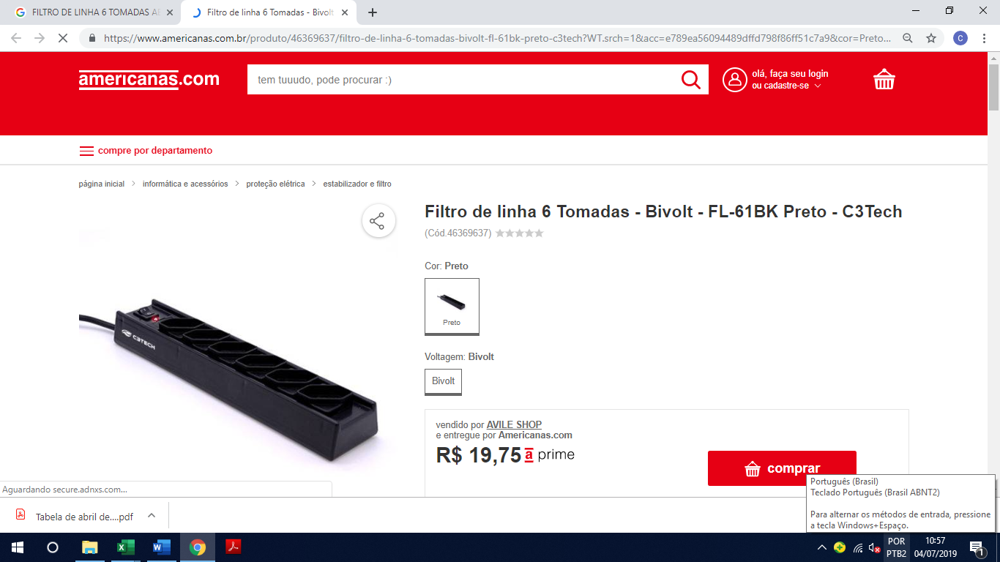 FILTRO DE LINHA 6 TOMADAS AB
Filtro de linha 6 Tomadas - Bivolt
https://www.americanas.com.br/produto/46369637/filtro-de-linha-6-tomadas-bivolt-fl-61bk-preto-c3tech?WT.srch=1&acc=e789ea56094489dffd798f86ff51c7a9&cor=Preto...
C
americanas.com
tem tuuudo, pode procurar :)
olá, faça seu login
ou cadastre-se
compre por departamento
página inicial > informática e acessórios > proteção elétrica > estabilizador e filtro
Filtro de linha 6 Tomadas - Bivolt - FL-61BK Preto - C3Tech
(Cód.46369637)
Cor: Preto
Preto
C3TECH
Voltagem: Bivolt
Bivolt
vendido por AVILE SHOP
e entregue por Americanas.com
R$ 19,75 a prime
comprar
Aguardando secure.adnxs.com...
Português (Brasil)
Teclado Português (Brasil ABNT2)
Para alternar os métodos de entrada, pressione
a tecla Windows+Espaço.
Tabela de abril de....pdf
POR
PTB2
10:57
04/07/2019
1